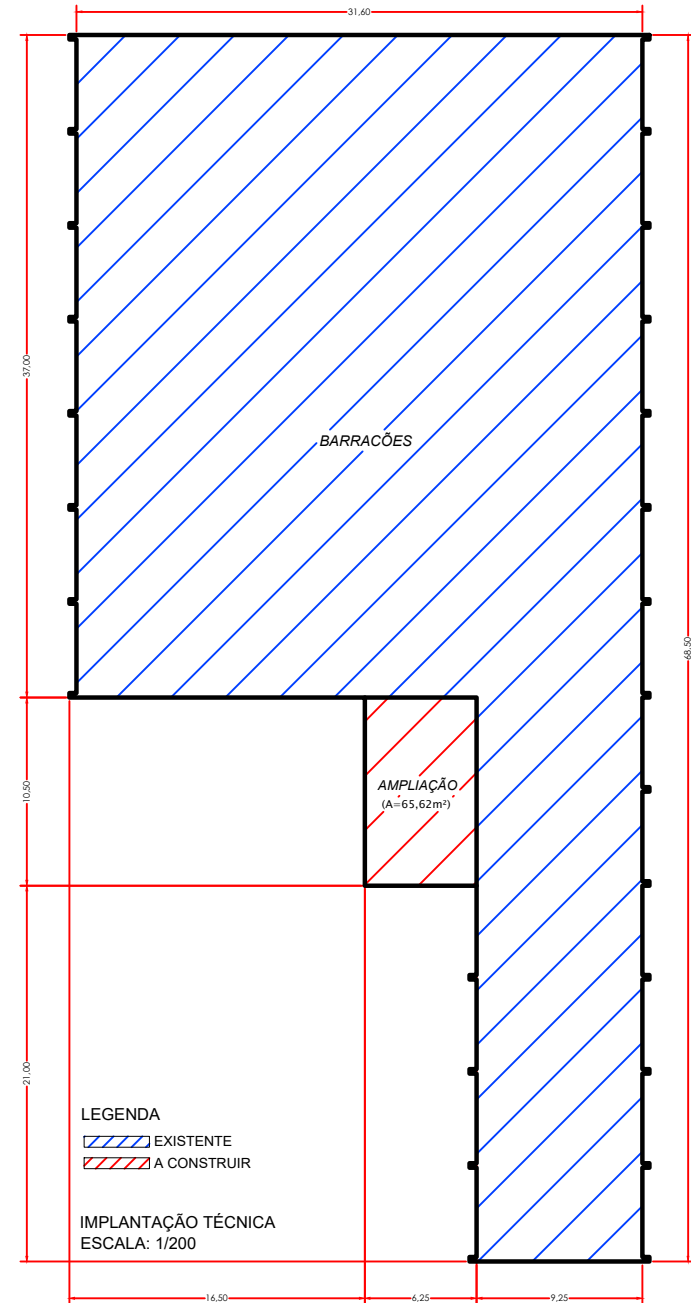 31,60
37,00
BARRACÕES
68,50
10,50
AMPLIAÇÃO
(A=65,62m²)
21,00
LEGENDA
EXISTENTE
A CONSTRUIR
IMPLANTAÇÃO TÉCNICA
ESCALA: 1/200
16,50
6,25
9,25